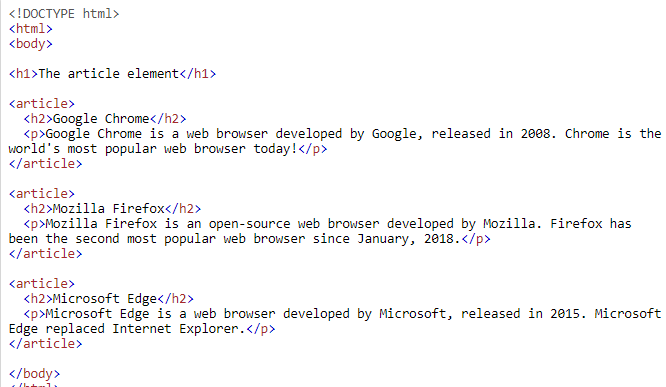 <!DOCTYPE html>
<html>
<body>
<h1>The article element</h1>
<article>
<h2>Google Chrome</h2>
<p>Google Chrome is a web browser developed by Google, released in 2008. Chrome is the
world's most popular web browser today!</p>
</article>
<article>
<h2>Mozilla Firefox</h2>
<p>Mozilla Firefox is an open-source web browser developed by Mozilla. Firefox has
been the second most popular web browser since January, 2018.</p>
</article>
<article>
<h2>Microsoft Edge</h2>
<p>Microsoft Edge is a web browser developed by Microsoft, released in 2015. Microsoft
Edge replaced Internet Explorer.</p>
</article>
</body>